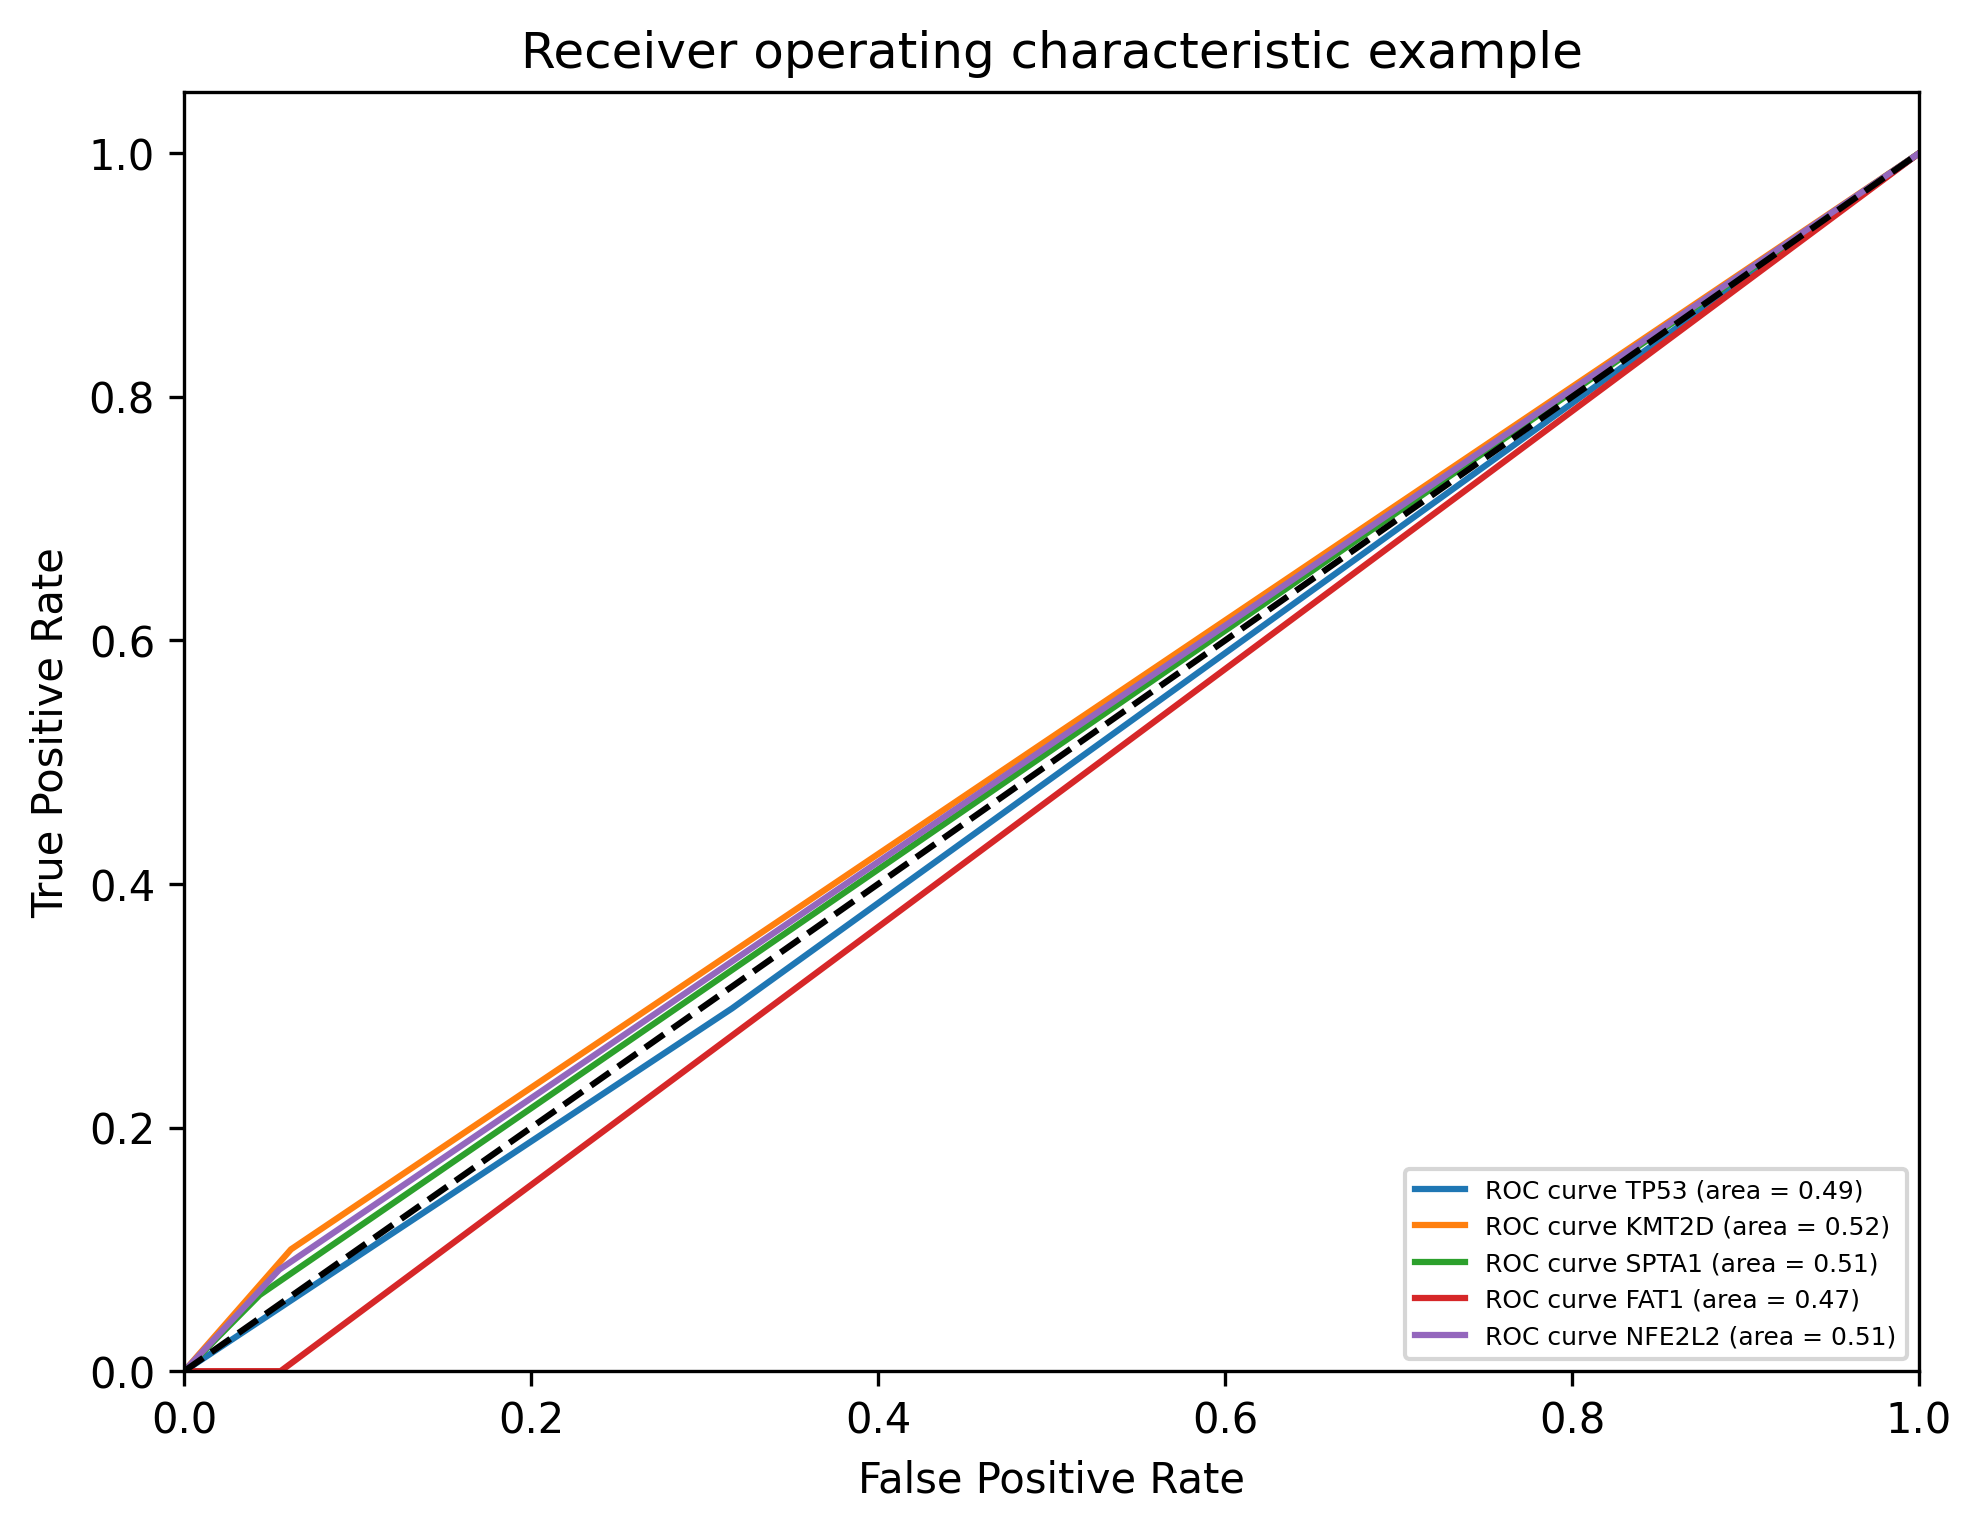 Receiver operating characteristic example
1.0
0.8
0.6
0.4
0.2
0.0
True Positive Rate
ROC curve TP53 (area = 0.49)
ROC curve KMT2D (area = 0.52)
ROC curve SPTA1 (area = 0.51)
ROC curve FAT1 (area = 0.47)
ROC curve NFE2L2 (area = 0.51)
0.0 0.2 0.4 0.6 0.8 1.0
False Positive Rate